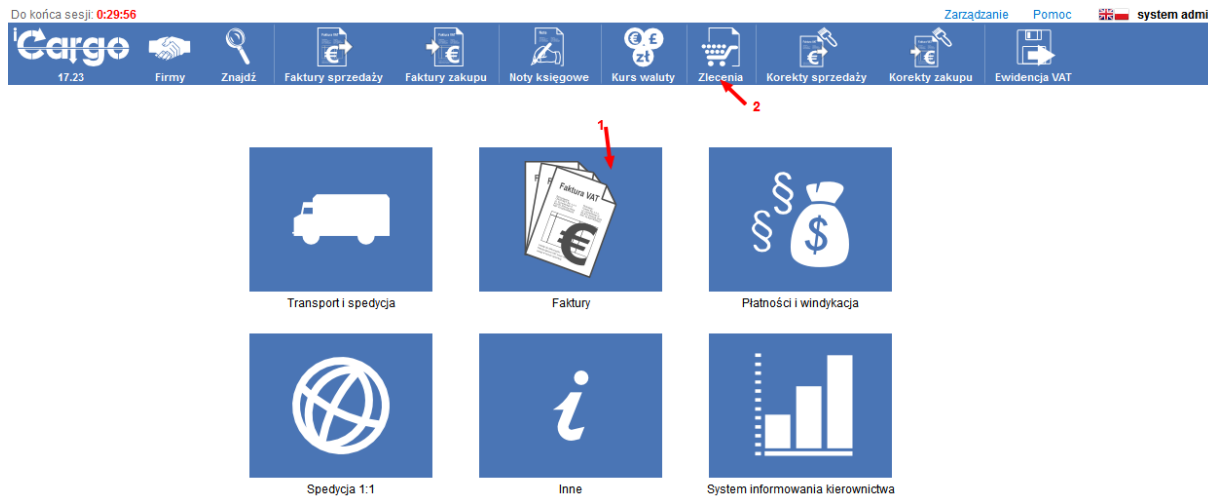 Do końca sesji: 0:29:56
Zarządzanie Pomoc system admi
iCargo
17.23 Firmy Znajdź Faktury sprzedaży Faktury zakupu Noty księgowe Kurs waluty Zlecenia Korekty sprzedaży Korekty zakupu Ewidencja VAT
2
1
Faktura VAT
Transport i spedycja Faktury Płatności i windykacja
Spedycja 1:1 Inne System informowania kierownictwa